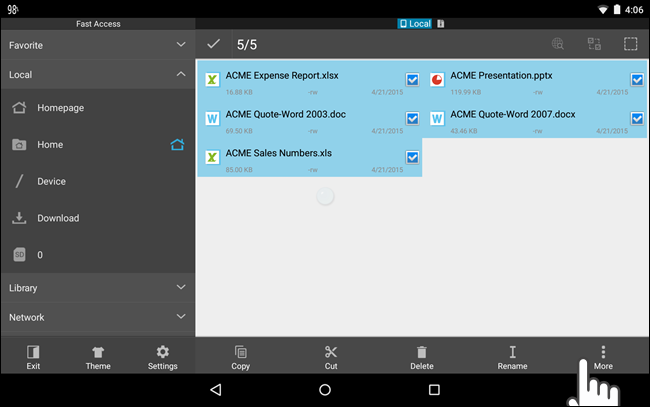 98%
4:06
Fast Access
Local
Favorite
5/5
Local
Homepage
Home
Device
Download
SD
0
Library
Network
ACME Expense Report.xlsx
16.88 KB -rw 4/21/2015
ACME Presentation.pptx
119.99 KB -rw 4/21/2015
W
ACME Quote-Word 2003.doc
69.50 KB -rw 4/21/2015
W
ACME Quote-Word 2007.docx
43.46 KB -rw 4/21/2015
ACME Sales Numbers.xls
85.00 KB -rw 4/21/2015
Exit
Theme
Settings
Copy
Cut
Delete
Rename
More